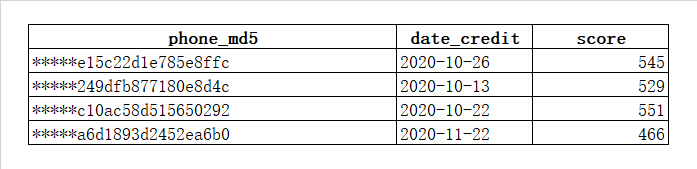 phone_md5 date_credit score
*****e15c22d1e785e8ffc 2020-10-26 545
*****249dfb877180e8d4c 2020-10-13 529
*****c10ac58d515650292 2020-10-22 551
*****a6d1893d2452ea6b0 2020-11-22 466